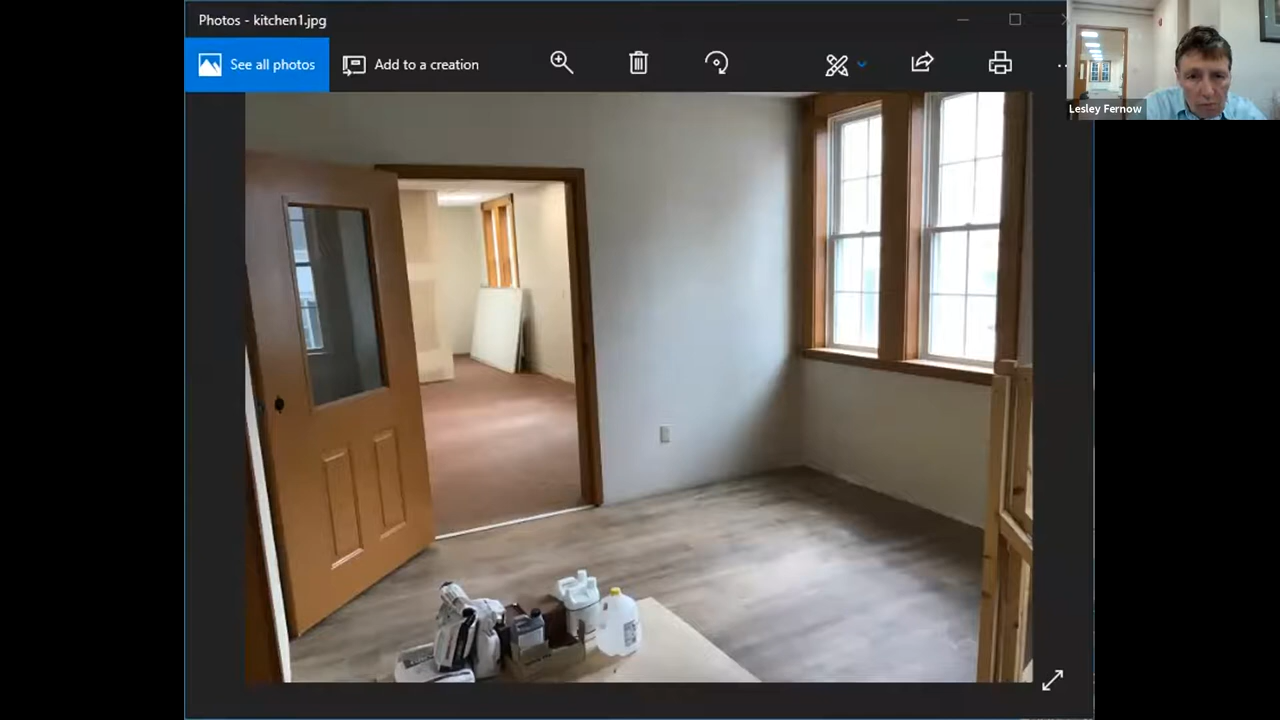 Photos - kitchen1.jpg
See all photos
Add to a creation
Lesley Fernow